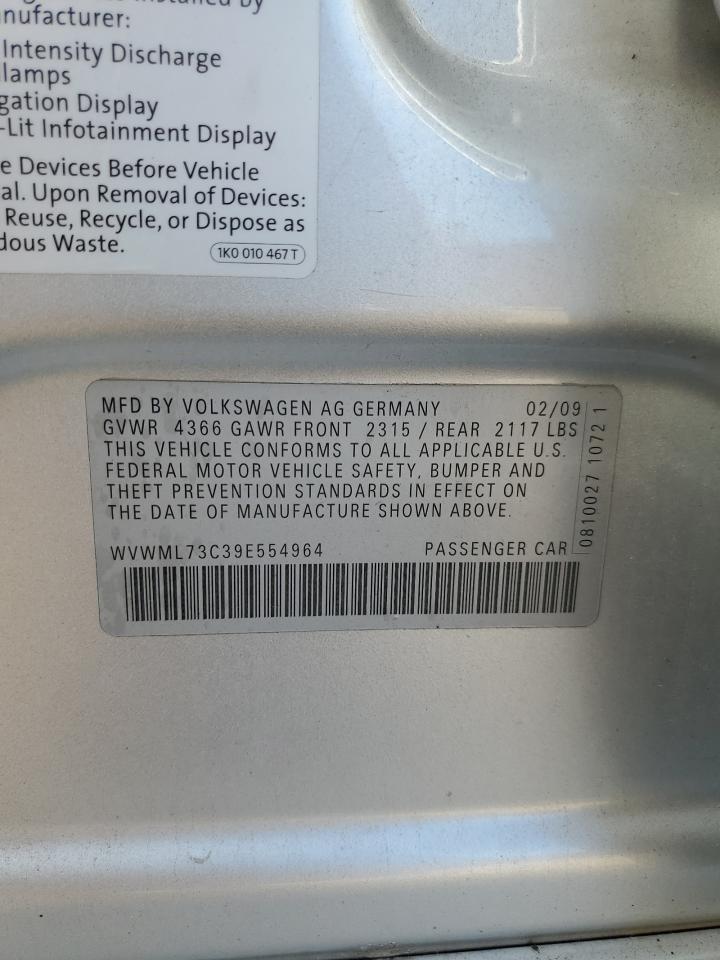 installed by
nufacturer:
Intensity Discharge
lamps
gation Display
-Lit Infotainment Display
e Devices Before Vehicle
al. Upon Removal of Devices:
Reuse, Recycle, or Dispose as
dous Waste.
1K0 010 467 T
MFD BY VOLKSWAGEN AG GERMANY 02/09
GVWR 4366 GAWR FRONT 2315 / REAR 2117 LBS
THIS VEHICLE CONFORMS TO ALL APPLICABLE U.S.
FEDERAL MOTOR VEHICLE SAFETY, BUMPER AND
THEFT PREVENTION STANDARDS IN EFFECT ON
THE DATE OF MANUFACTURE SHOWN ABOVE.
WVWML73C39E554964 PASSENGER CAR
0810027 1072 1